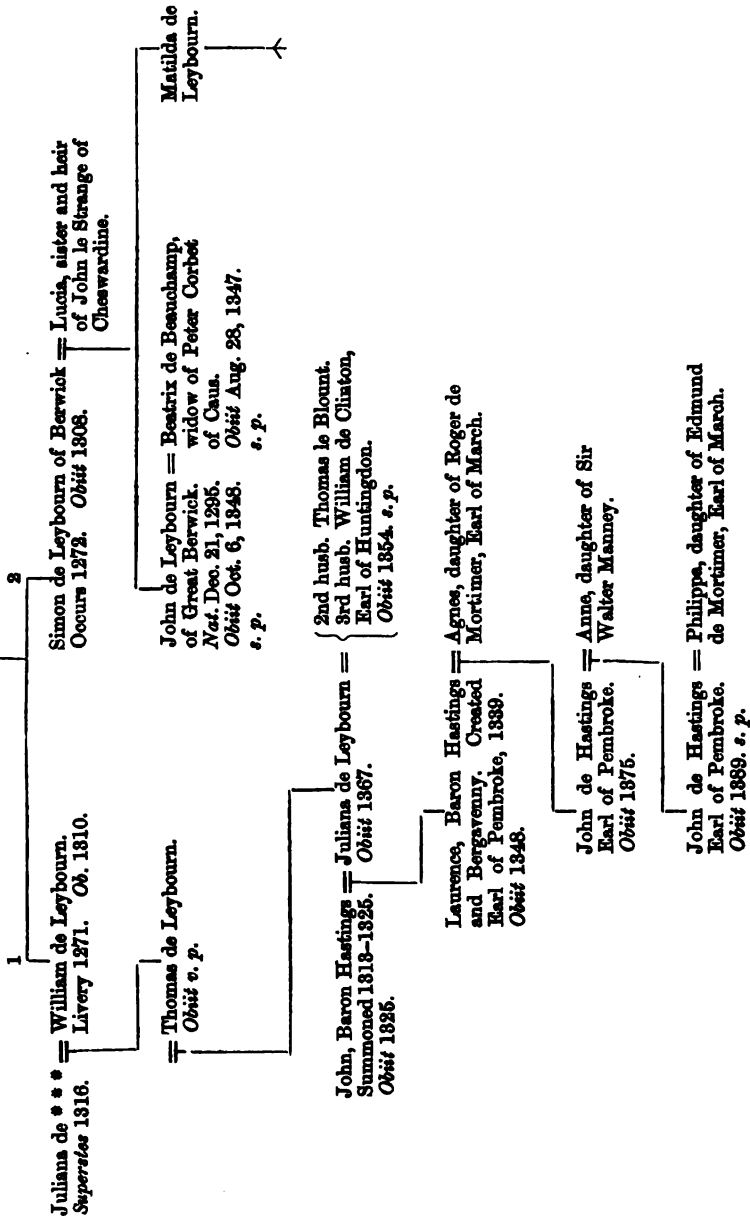 1
2
Juliana de * * * = William de Leybourn.
Superstes 1316.
Livery 1271. Ob. 1310.
Simon de Leybourn of Berwick = Lucia, sister and heir
Occurs 1272. Obiit 1308.
of John le Strange of
Cheswardine.
= Thomas de Leybourn.
Obiit v. p.
John de Leybourn = Beatrix de Beauchamp,
of Great Berwick.
Nat. Dec. 21, 1295.
Obiit Oct. 6, 1348.
s. p.
widow of Peter Corbet
of Caus.
Obiit Aug. 28, 1347.
s. p.
Matilda de
Leybourn.
John, Baron Hastings = Juliana de Leybourn =
Summoned 1313–1325.
Obiit 1325.
Obiit 1367.
2nd husb. Thomas le Blount.
3rd husb. William de Clinton,
Earl of Huntingdon.
Obiit 1354. s. p.
Laurence, Baron Hastings = Agnes, daughter of Roger de
and Bergavenny. Created
Earl of Pembroke, 1339.
Obiit 1348.
Mortimer, Earl of March.
John de Hastings = Anne, daughter of Sir
Earl of Pembroke.
Obiit 1375.
Walter Manney.
John de Hastings = Philippa, daughter of Edmund
Earl of Pembroke.
Obiit 1389. s. p.
de Mortimer, Earl of March.